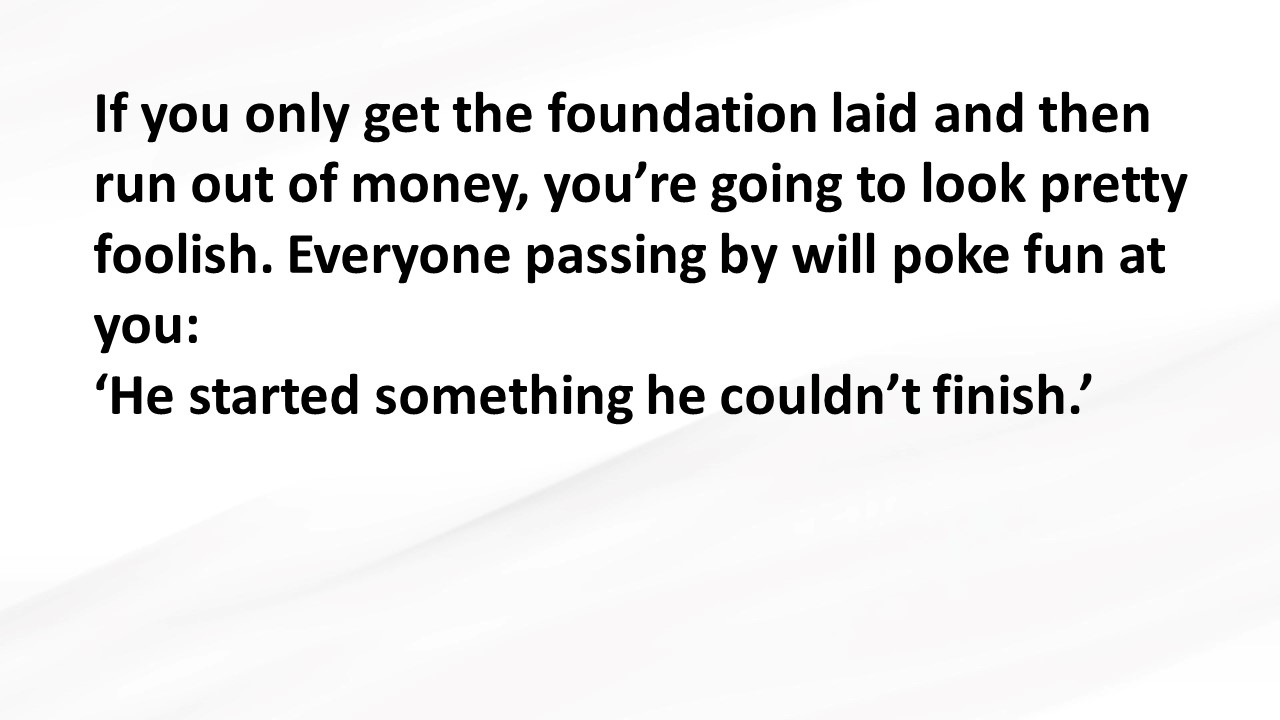 If you only get the foundation laid and then
run out of money, you’re going to look pretty
foolish. Everyone passing by will poke fun at
you:
‘He started something he couldn’t finish.’